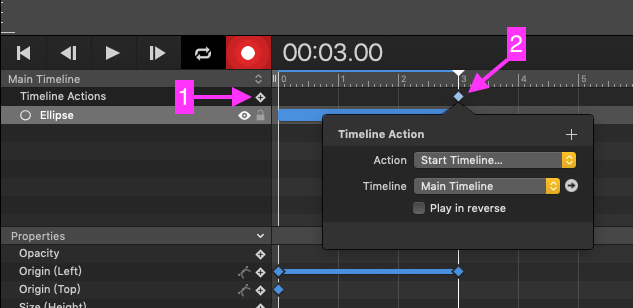 00:03.00
2
Main Timeline
0 2 3 4 5
Timeline Actions
1
Ellipse
Timeline Action
Action Start Timeline...
Timeline Main Timeline
Play in reverse
Properties
Opacity
Origin (Left)
Origin (Top)
Size (Height)